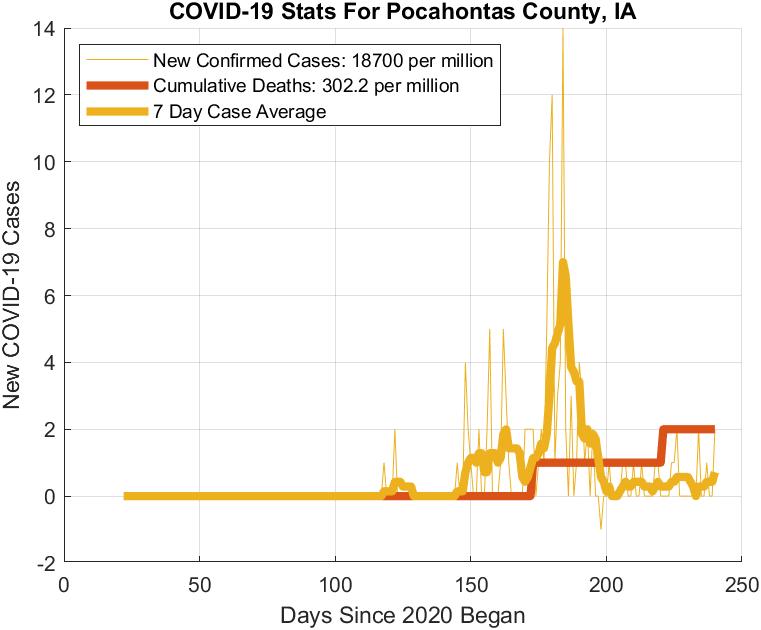 COVID-19 Stats For Pocahontas County, IA
14
12
10
8
6
4
2
0
-2
New COVID-19 Cases
New Confirmed Cases: 18700 per million
Cumulative Deaths: 302.2 per million
7 Day Case Average
0 50 100 150 200 250
Days Since 2020 Began